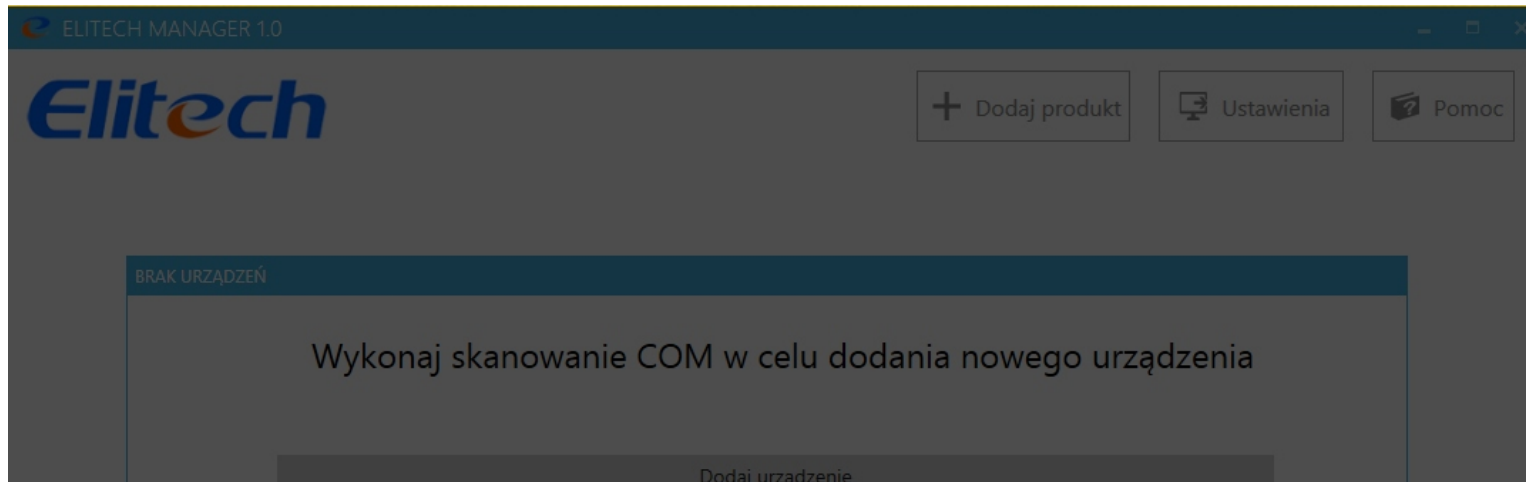 ELITECH MANAGER 1.0
Elitech
Dodaj produkt
Ustawienia
Pomoc
BRAK URZĄDZEŃ
Wykonaj skanowanie COM w celu dodania nowego urządzenia
Dodaj urzadzenie